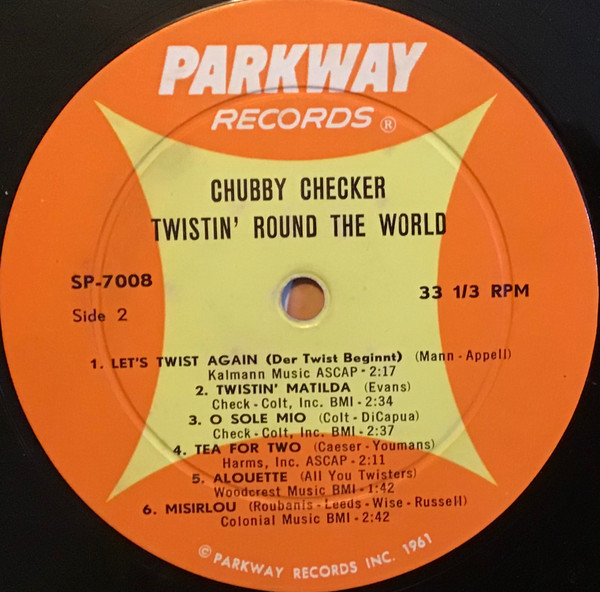 PARKWAY
RECORDS ®
CHUBBY CHECKER
TWISTIN' ROUND THE WORLD
SP-7008
33 1/3 RPM
Side 2
1. LET'S TWIST AGAIN (Der Twist Beginnt) (Mann - Appell)
Kalmann Music ASCAP - 2:17
2. TWISTIN' MATILDA (Evans)
Check - Colt, Inc. BMI - 2:34
3. O SOLE MIO (Colt - DiCapua)
Check - Colt, Inc. BMI - 2:37
4. TEA FOR TWO (Caeser - Youmans)
Harms, Inc. ASCAP - 2:11
5. ALOUETTE (All You Twisters)
Woodcrest Music BMI - 1:42
6. MISIRLOU (Roubanis - Leeds - Wise - Russell)
Colonial Music BMI - 2:42
© PARKWAY RECORDS INC. 1961